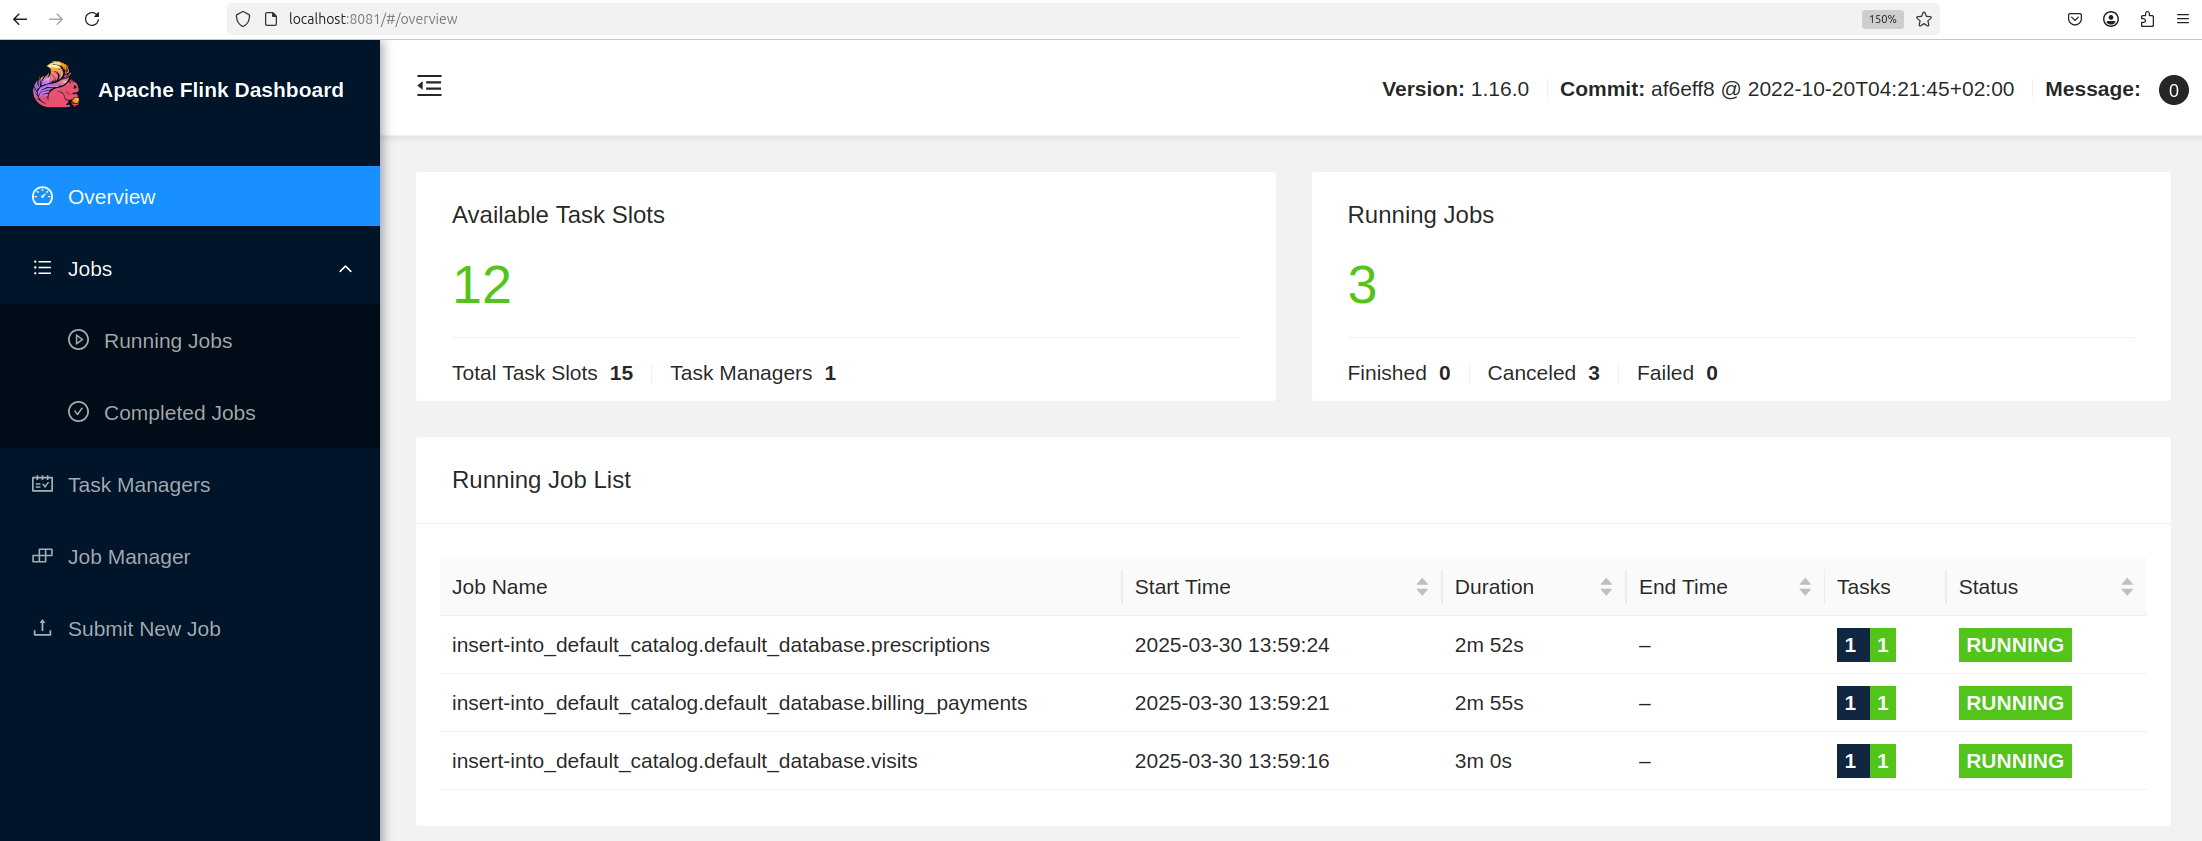 localhost:8081/#/overview
150%
Apache Flink Dashboard
Version: 1.16.0 Commit: af6eff8 @ 2022-10-20T04:21:45+02:00 Message: 0
Overview
Jobs
Running Jobs
Completed Jobs
Task Managers
Job Manager
Submit New Job
Available Task Slots
12
Total Task Slots 15 Task Managers 1
Running Jobs
3
Finished 0 Canceled 3 Failed 0
Running Job List
Job Name Start Time Duration End Time Tasks Status
insert-into_default_catalog.default_database.prescriptions 2025-03-30 13:59:24 2m 52s – 1 1 RUNNING
insert-into_default_catalog.default_database.billing_payments 2025-03-30 13:59:21 2m 55s – 1 1 RUNNING
insert-into_default_catalog.default_database.visits 2025-03-30 13:59:16 3m 0s – 1 1 RUNNING